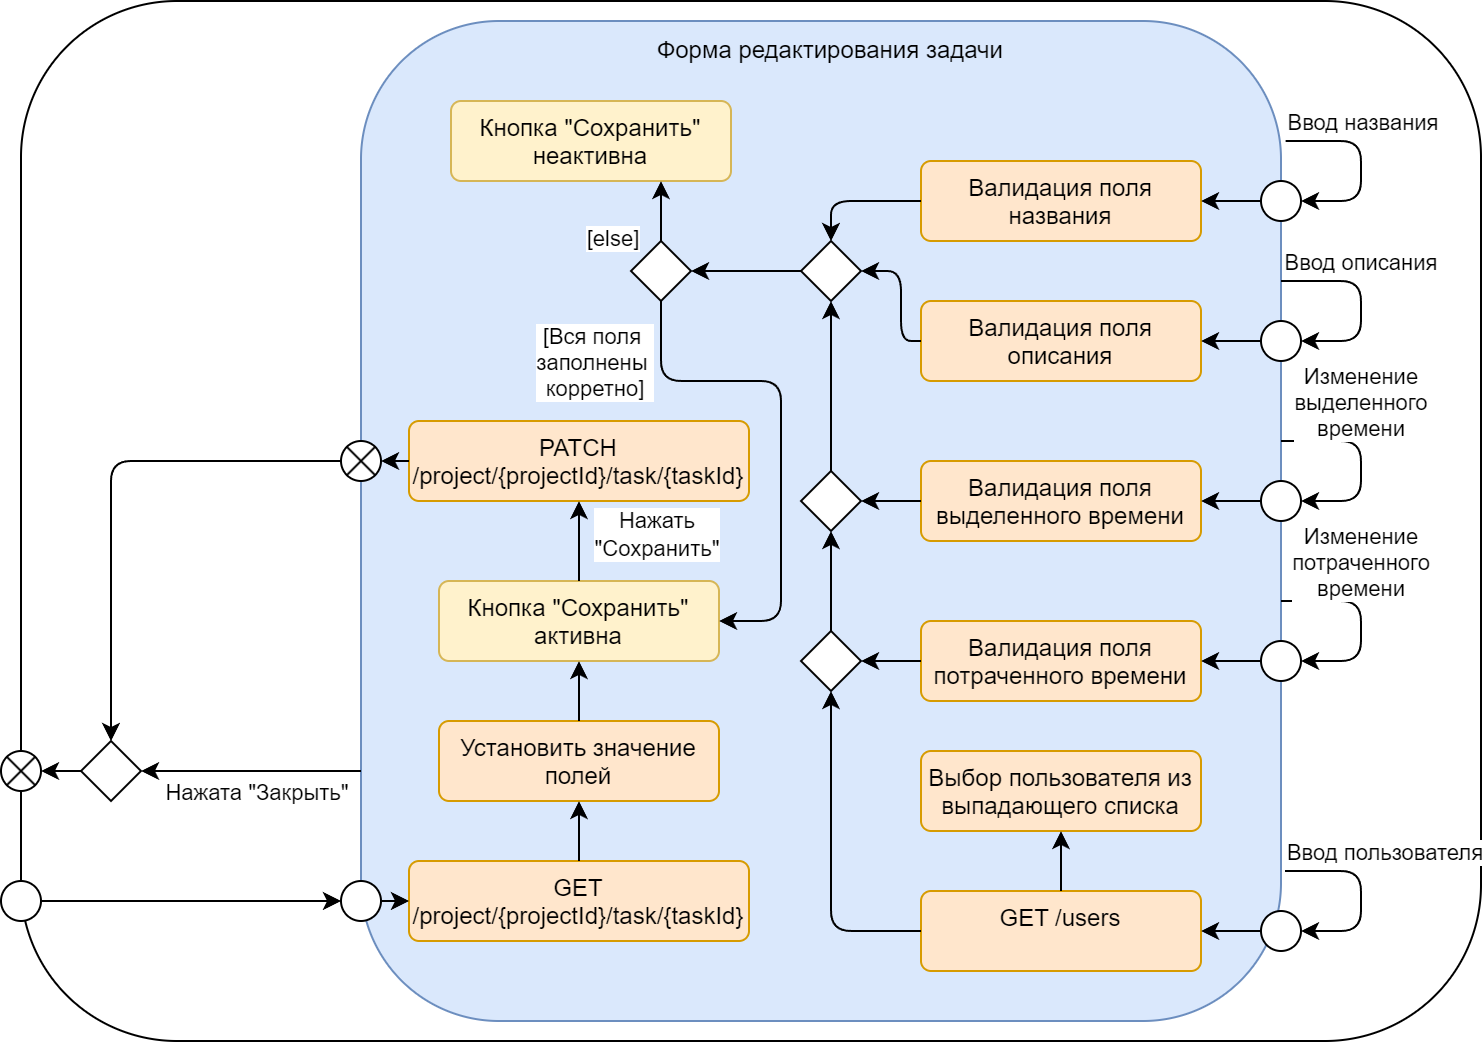 Форма редактирования задачи
Кнопка "Сохранить"
неактивна
[else]
[Вся поля
заполнены
корретно]
PATCH
/project/{projectId}/task/{taskId}
Нажать
"Сохранить"
Кнопка "Сохранить"
активна
Установить значение
полей
GET
/project/{projectId}/task/{taskId}
Нажата "Закрыть"
Валидация поля
названия
Валидация поля
описания
Валидация поля
выделенного времени
Валидация поля
потраченного времени
Выбор пользователя из
выпадающего списка
GET /users
Ввод названия
Ввод описания
Изменение
выделенного
времени
Изменение
потраченного
времени
Ввод пользователя